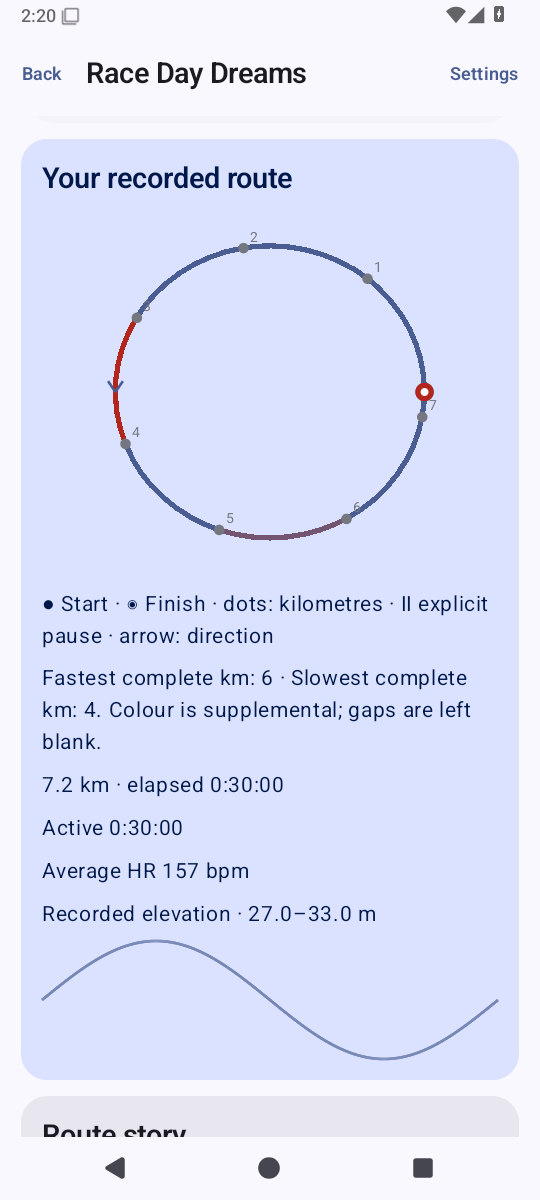 2:20
Back Race Day Dreams Settings
Your recorded route
2
1
3
7
4
6
5
● Start · ◉ Finish · dots: kilometres · II explicit
pause · arrow: direction
Fastest complete km: 6 · Slowest complete
km: 4. Colour is supplemental; gaps are left
blank.
7.2 km · elapsed 0:30:00
Active 0:30:00
Average HR 157 bpm
Recorded elevation · 27.0–33.0 m
Route story